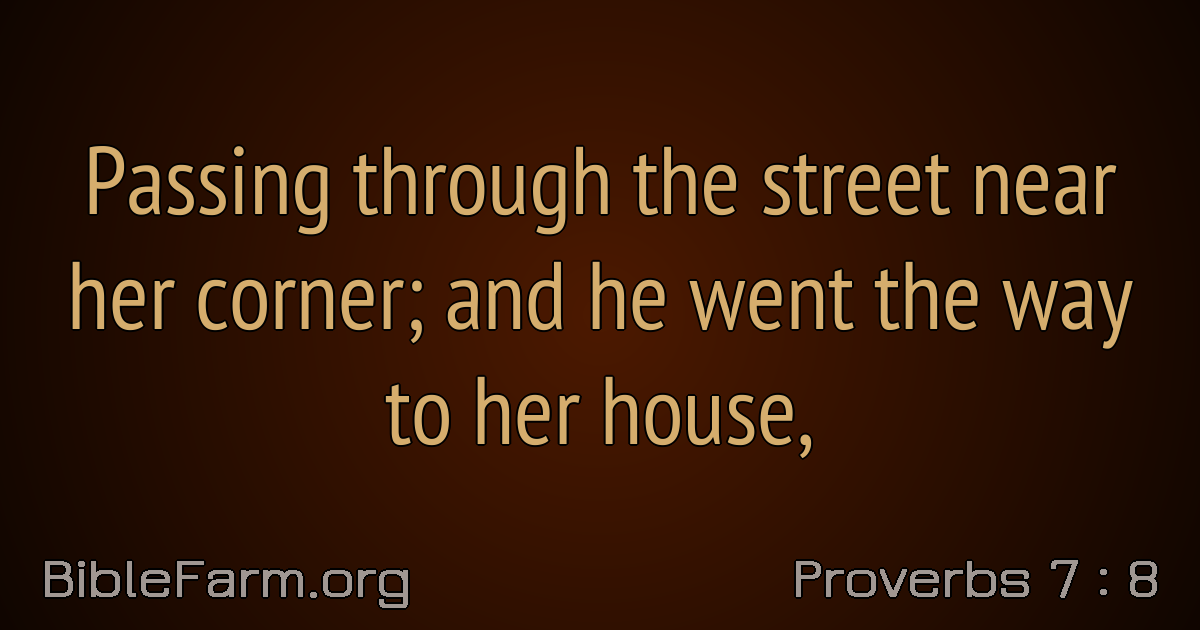 Passing through the street near
her corner; and he went the way
to her house,
BibleFarm.org
Proverbs 7 : 8